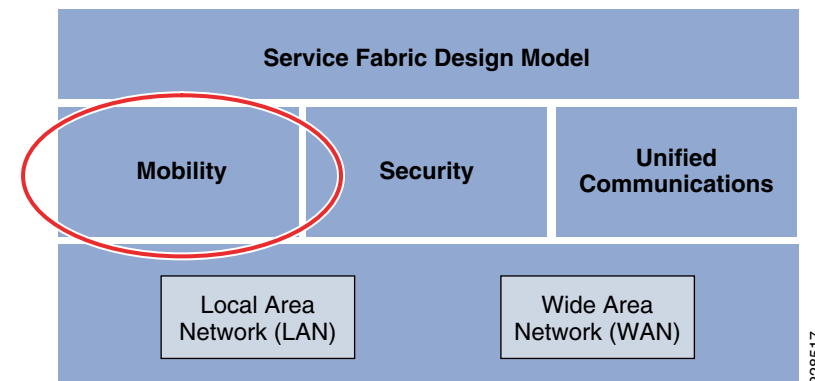 Service Fabric Design Model
Mobility
Security
Unified
Communications
Local Area
Network (LAN)
Wide Area
Network (WAN)